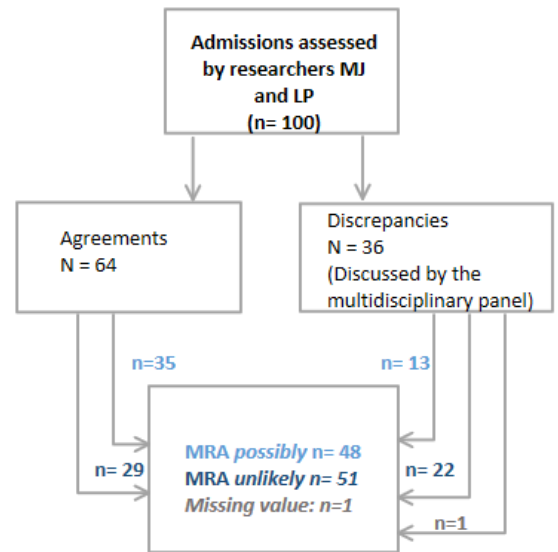 Admissions assessed
by researchers MJ
and LP
(n= 100)
Agreements
N = 64
Discrepancies
N = 36
(Discussed by the
multidisciplinary panel)
n=35
n= 13
MRA possibly n= 48
n= 29
MRA unlikely n= 51
n= 22
Missing value: n=1
n=1